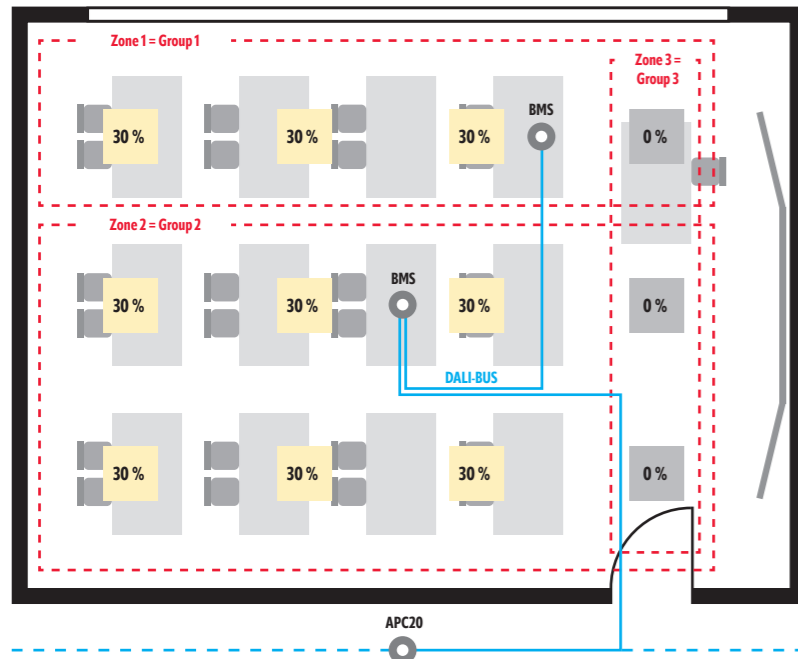 Zone 1 = Group 1
Zone 3 =
Group 3
BMS
30 %
30 %
30 %
0 %
Zone 2 = Group 2
BMS
30 %
30 %
30 %
0 %
DALI-BUS
30 %
30 %
30 %
0 %
APC20